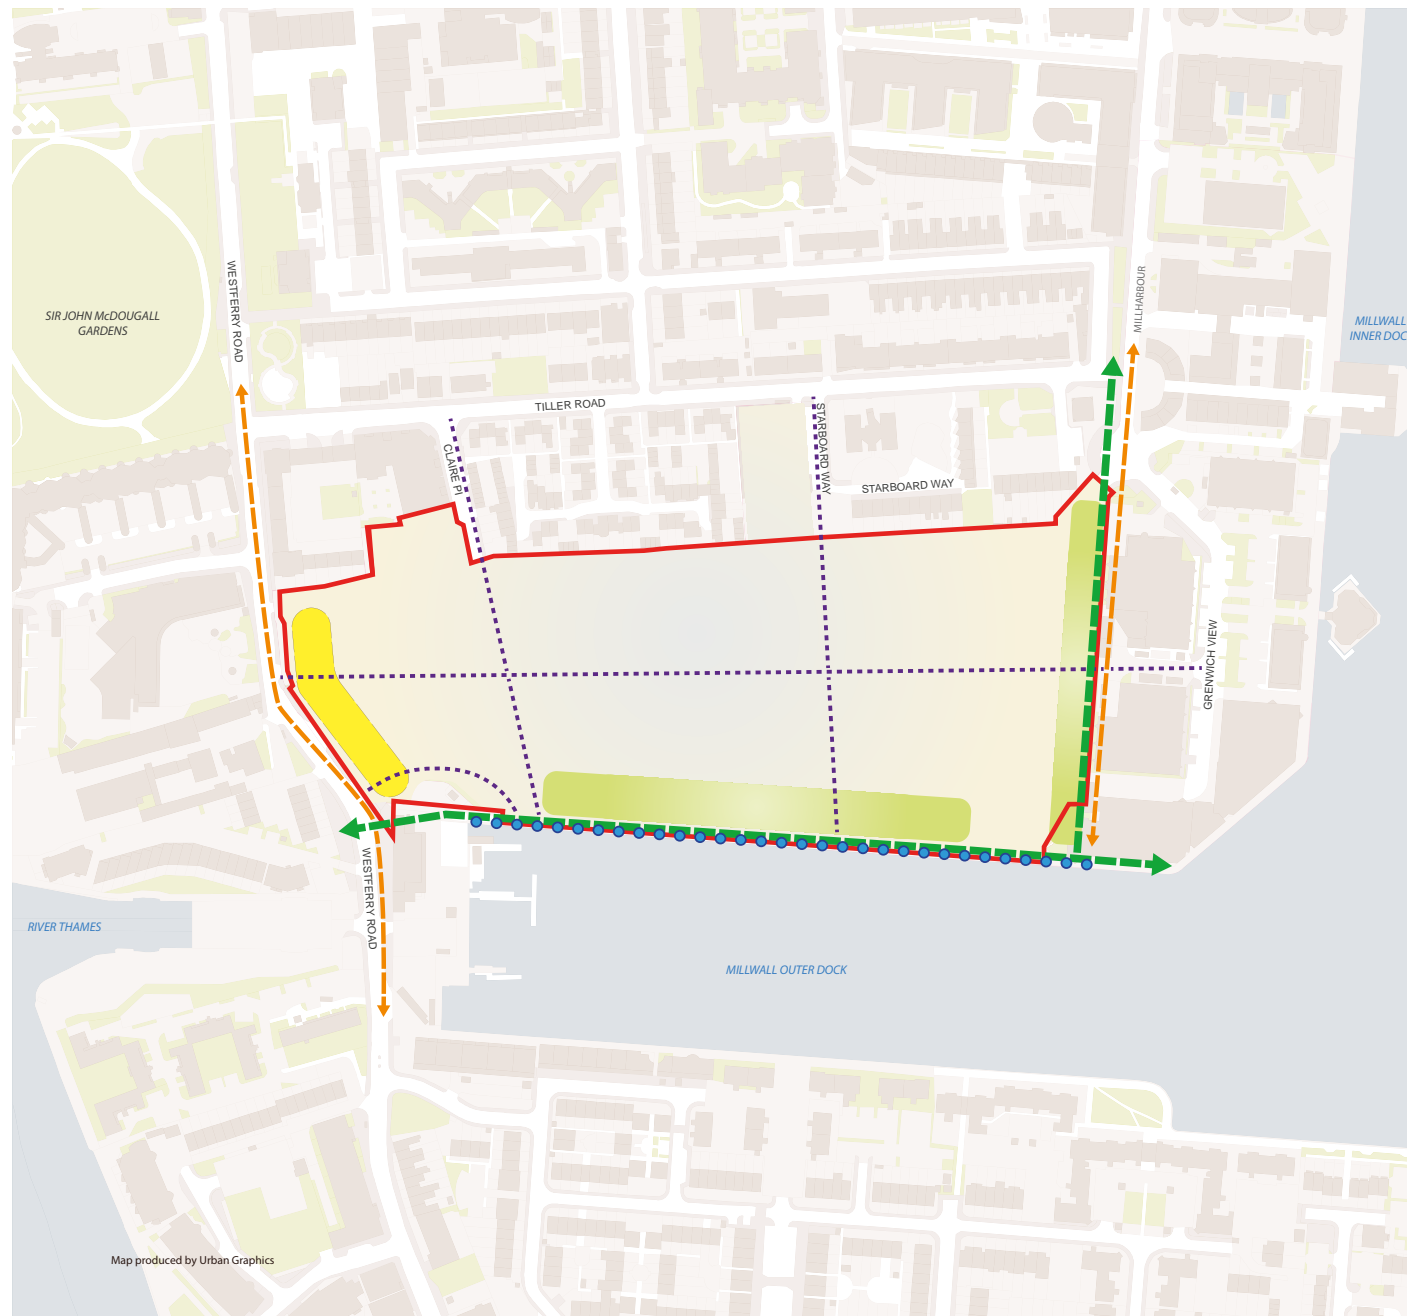 WESTFERRY ROAD
MILLHARBOUR
SIR JOHN McDOUGALL
GARDENS
MILLWALL
INNER DOC
TILLER ROAD
STARBOARD WAY
CLAIRE PI
STARBOARD WAY
GRENWICH VIEW
WESTFERRY ROAD
RIVER THAMES
MILLWALL OUTER DOCK
Map produced by Urban Graphics